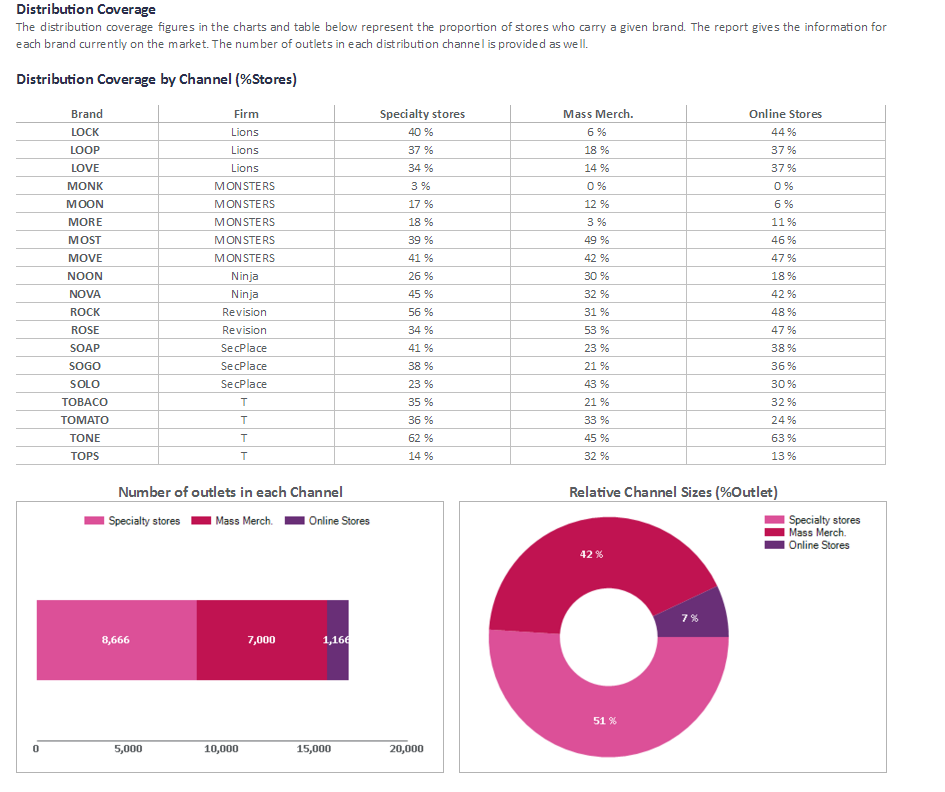 Distribution Coverage
The distribution coverage figures in the charts and table below represent the proportion of stores who carry a given brand. The report gives the information for
each brand currently on the market. The number of outlets in each distribution channel is provided as well.
Distribution Coverage by Channel (%Stores)
Brand Firm Specialty stores Mass Merch. Online Stores
LOCK Lions 40 % 6 % 44 %
LOOP Lions 37 % 18 % 37 %
LOVE Lions 34 % 14 % 37 %
MONK MONSTERS 3 % 0 % 0 %
MOON MONSTERS 17 % 12 % 6 %
MORE MONSTERS 18 % 3 % 11 %
MOST MONSTERS 39 % 49 % 46 %
MOVE MONSTERS 41 % 42 % 47 %
NOON Ninja 26 % 30 % 18 %
NOVA Ninja 45 % 32 % 42 %
ROCK Revision 56 % 31 % 48 %
ROSE Revision 34 % 53 % 47 %
SOAP SecPlace 41 % 23 % 38 %
SOGO SecPlace 38 % 21 % 36 %
SOLO SecPlace 23 % 43 % 30 %
TOBACO T 35 % 21 % 32 %
TOMATO T 36 % 33 % 24 %
TONE T 62 % 45 % 63 %
TOPS T 14 % 32 % 13 %
Number of outlets in each Channel
Specialty stores Mass Merch. Online Stores
8,666 7,000 1,166
0 5,000 10,000 15,000 20,000
Relative Channel Sizes (%Outlet)
Specialty stores
Mass Merch.
Online Stores
42 %
7 %
51 %